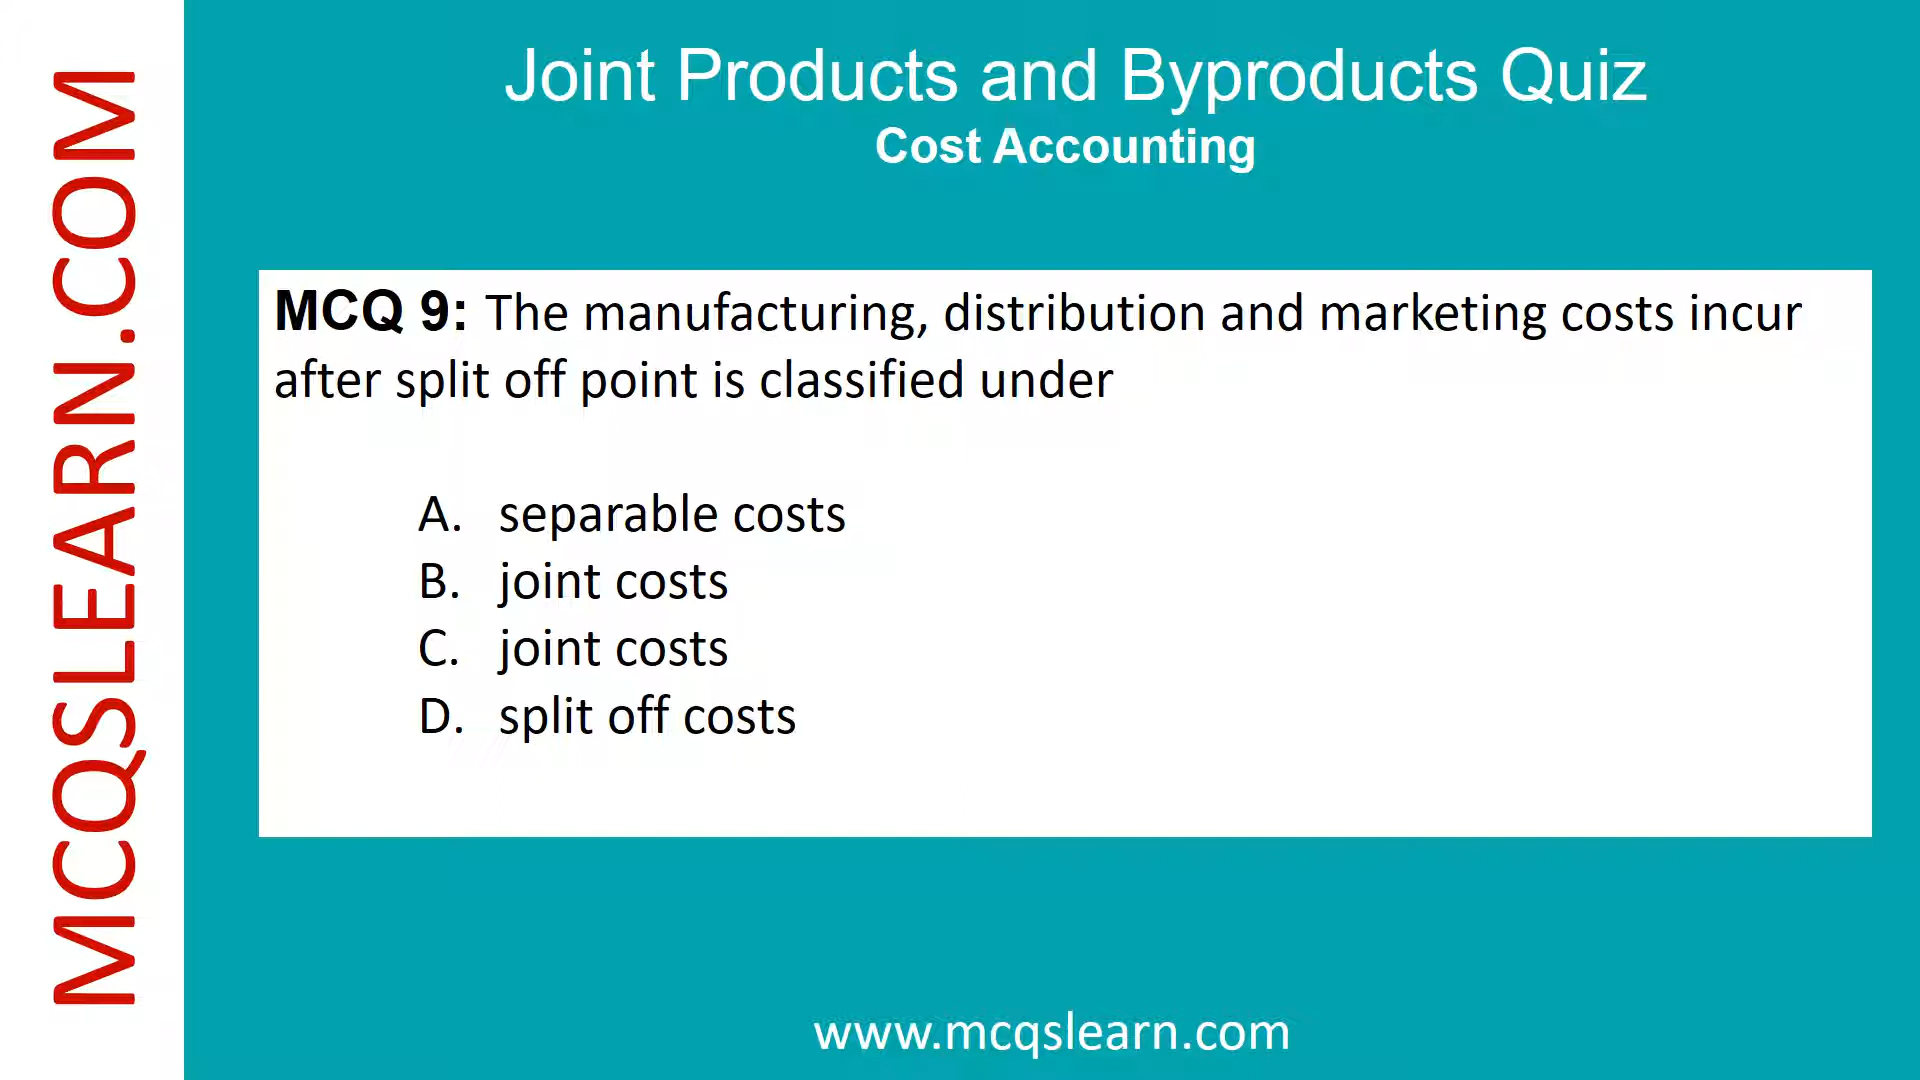 MCQSLEARN.COM
Joint Products and Byproducts Quiz
Cost Accounting
MCQ 9: The manufacturing, distribution and marketing costs incur
after split off point is classified under
A. separable costs
B. joint costs
C. joint costs
D. split off costs
www.mcqslearn.com